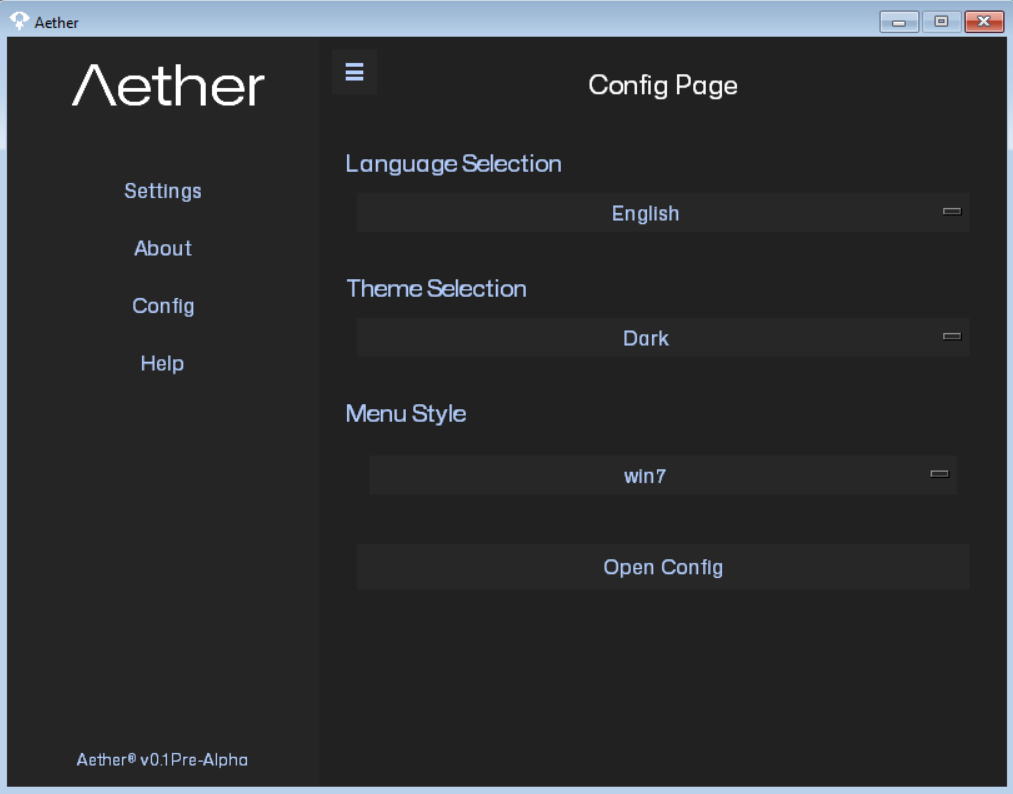 Aether
Aether
Settings
About
Config
Help
Aether® v0.1Pre-Alpha
Config Page
Language Selection
English
Theme Selection
Dark
Menu Style
win7
Open Config